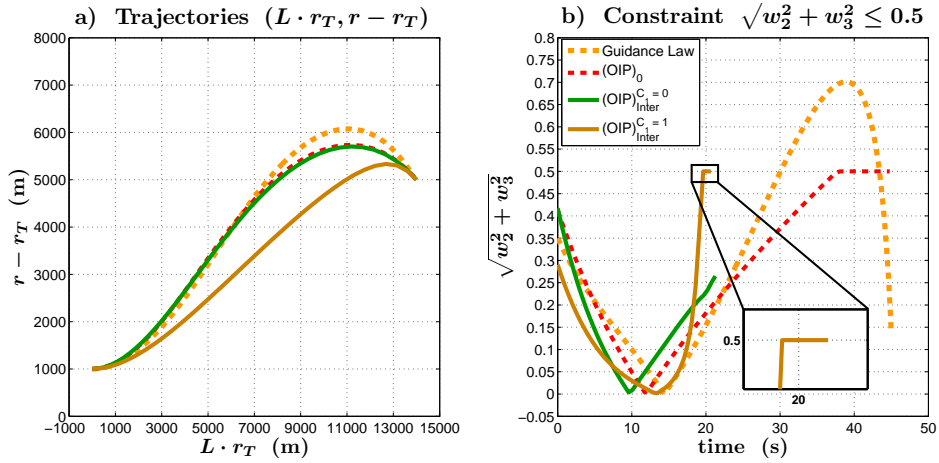 a) Trajectories (L · r_T, r − r_T)
8000
7000
6000
5000
4000
3000
2000
1000
0
-1000 1000 3000 5000 7000 9000 11000 13000 15000
r − r_T (m)
L · r_T (m)
b) Constraint √w_2^2 + w_3^2 ≤ 0.5
0.8
0.7
0.65
0.6
0.55
0.5
0.45
0.4
0.35
0.3
0.25
0.2
0.15
0.1
0.05
0
−0.05
0 10 20 30 40 50
√w_2^2 + w_3^2
time (s)
Guidance Law
(OIP)_0
(OIP)_Inter^C_1 = 0
(OIP)_Inter^C_1 = 1
0.5
20